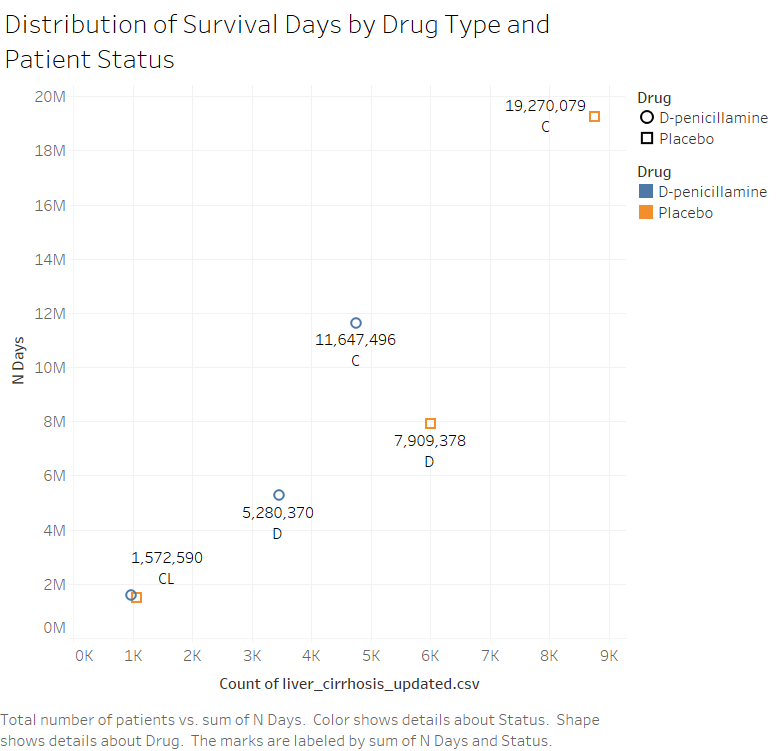 Distribution of Survival Days by Drug Type and
Patient Status
20M
18M
16M
14M
12M
10M
8M
6M
4M
2M
0M
N Days
19,270,079
C
11,647,496
C
7,909,378
D
5,280,370
D
1,572,590
CL
0K 1K 2K 3K 4K 5K 6K 7K 8K 9K
Count of liver_cirrhosis_updated.csv
Drug
D-penicillamine
Placebo
Drug
D-penicillamine
Placebo
Total number of patients vs. sum of N Days. Color shows details about Status. Shape
shows details about Drug. The marks are labeled by sum of N Days and Status.